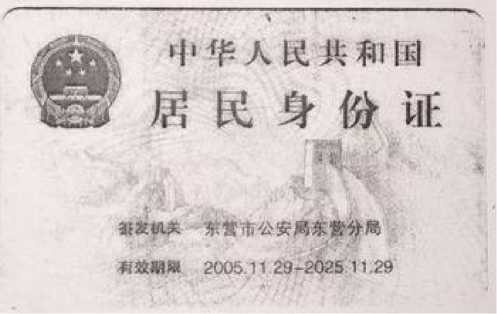 中华人民共和国
居民身份证
签发机关 东营市公安局东营分局
有效期限 2005.11.29-2025.11.29